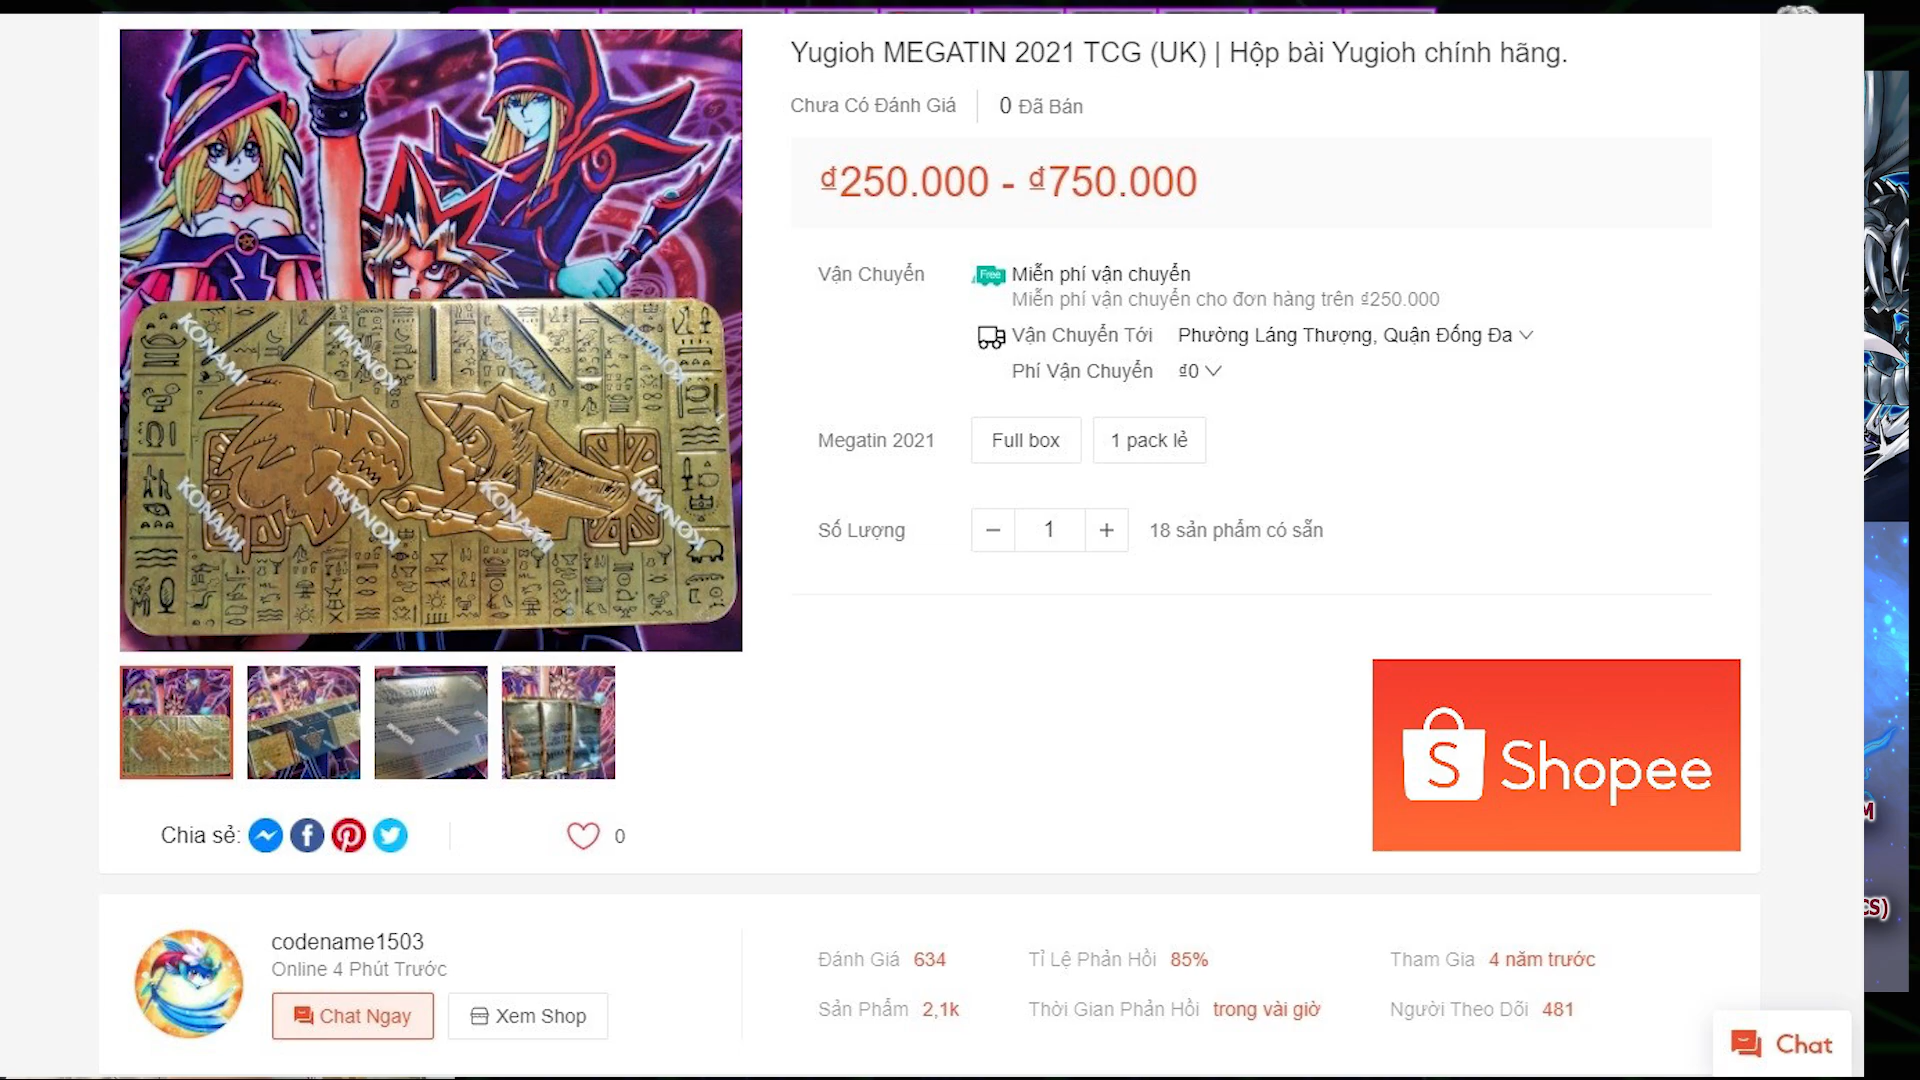 Yugioh MEGATIN 2021 TCG (UK) | Hộp bài Yugioh chính hãng.
Chưa Có Đánh Giá
0 Đã Bán
₫250.000 - ₫750.000
Vận Chuyển
Free
Miễn phí vận chuyển
Miễn phí vận chuyển cho đơn hàng trên ₫250.000
Vận Chuyển Tới
Phường Láng Thượng, Quận Đống Đa
Phí Vận Chuyển
₫0
Megatin 2021
Full box
1 pack lẻ
Số Lượng
− 1 +
18 sản phẩm có sẵn
KONAMI KONAMI KONAMI KONAMI
KONAMI KONAMI KONAMI KONAMI
S Shopee
Chia sẻ:
0
codename1503
Online 4 Phút Trước
Chat Ngay
Xem Shop
Đánh Giá 634
Tỉ Lệ Phản Hồi 85%
Tham Gia 4 năm trước
Sản Phẩm 2,1k
Thời Gian Phản Hồi trong vài giờ
Người Theo Dõi 481
Chat
M
CS)